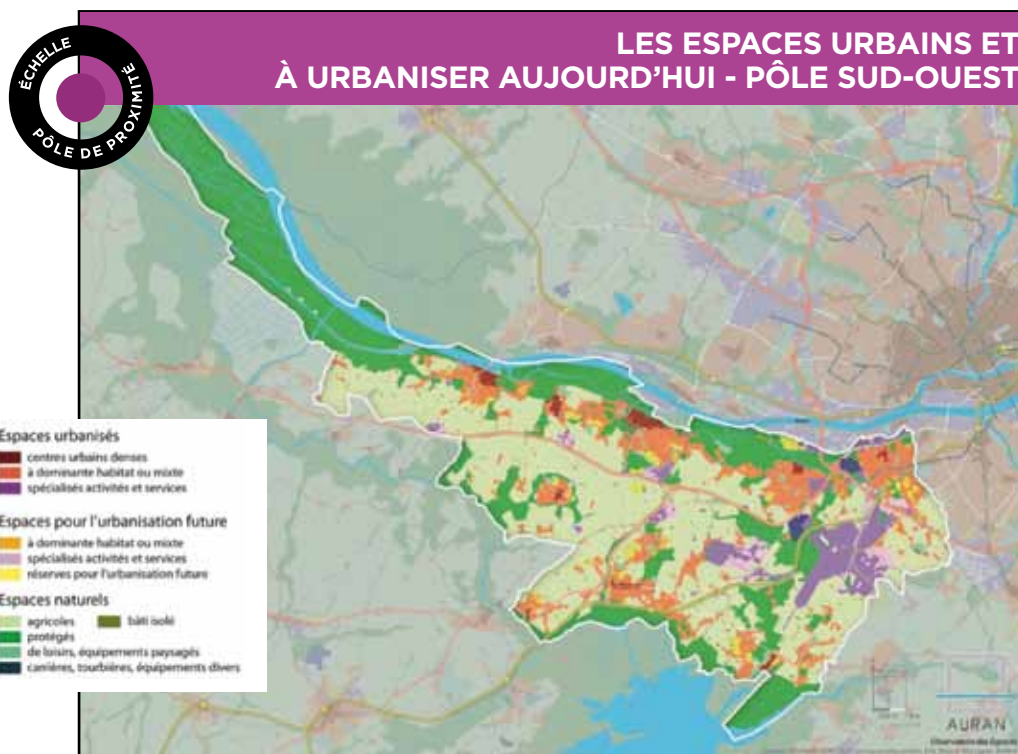 ÉCHELLE
PÔLE DE PROXIMITÉ
LES ESPACES URBAINS ET
À URBANISER AUJOURD'HUI - PÔLE SUD-OUEST
Espaces urbanisés
centres urbains denses
à dominante habitat ou mixte
spécialisés activités et services
Espaces pour l'urbanisation future
à dominante habitat ou mixte
spécialisés activités et services
réserves pour l'urbanisation future
Espaces naturels
agricoles
bâti isolé
protégés
de loisirs, équipements paysagés
carrières, tourbières, équipements divers
AURAN